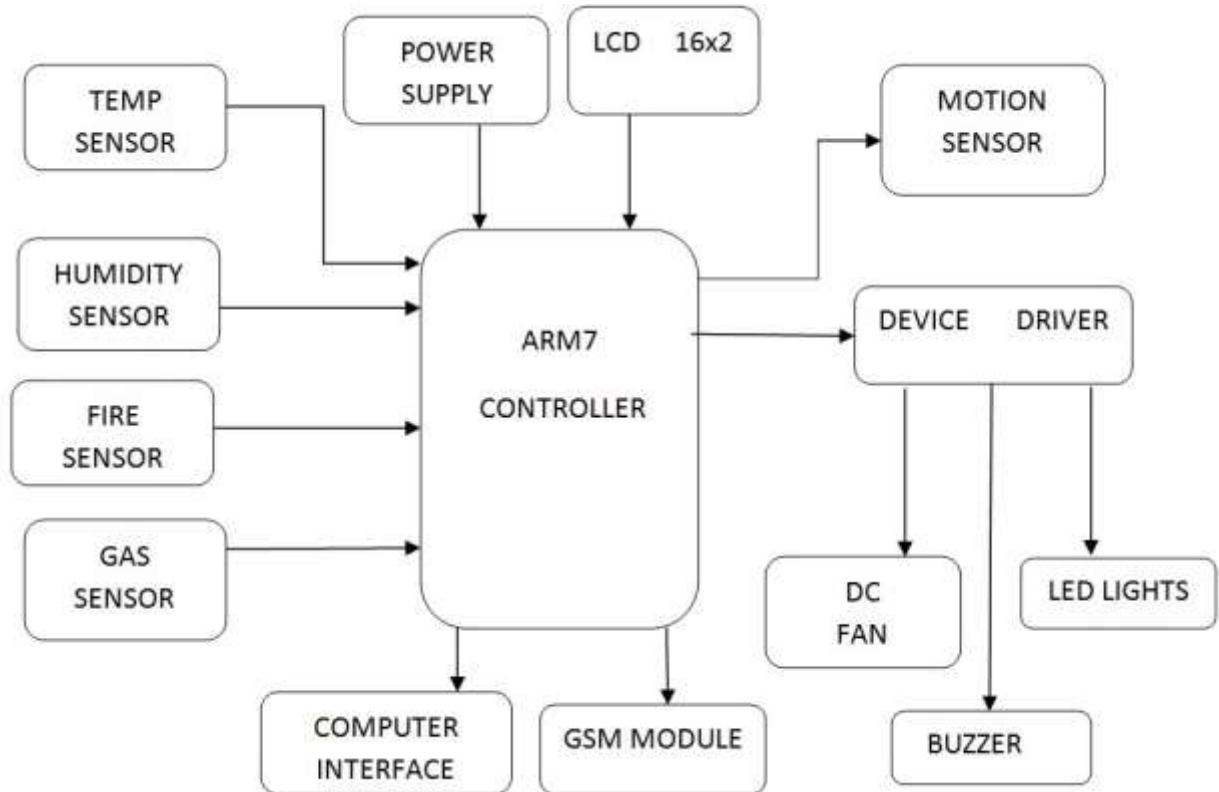 POWER
SUPPLY
LCD 16x2
TEMP
SENSOR
MOTION
SENSOR
HUMIDITY
SENSOR
ARM7
CONTROLLER
DEVICE DRIVER
FIRE
SENSOR
GAS
SENSOR
DC
FAN
LED LIGHTS
COMPUTER
INTERFACE
GSM MODULE
BUZZER